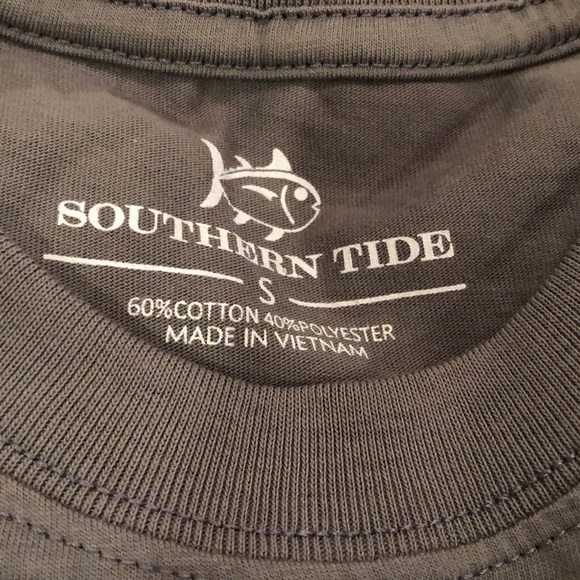 SOUTHERN TIDE
S
60%COTTON 40%POLYESTER
MADE IN VIETNAM